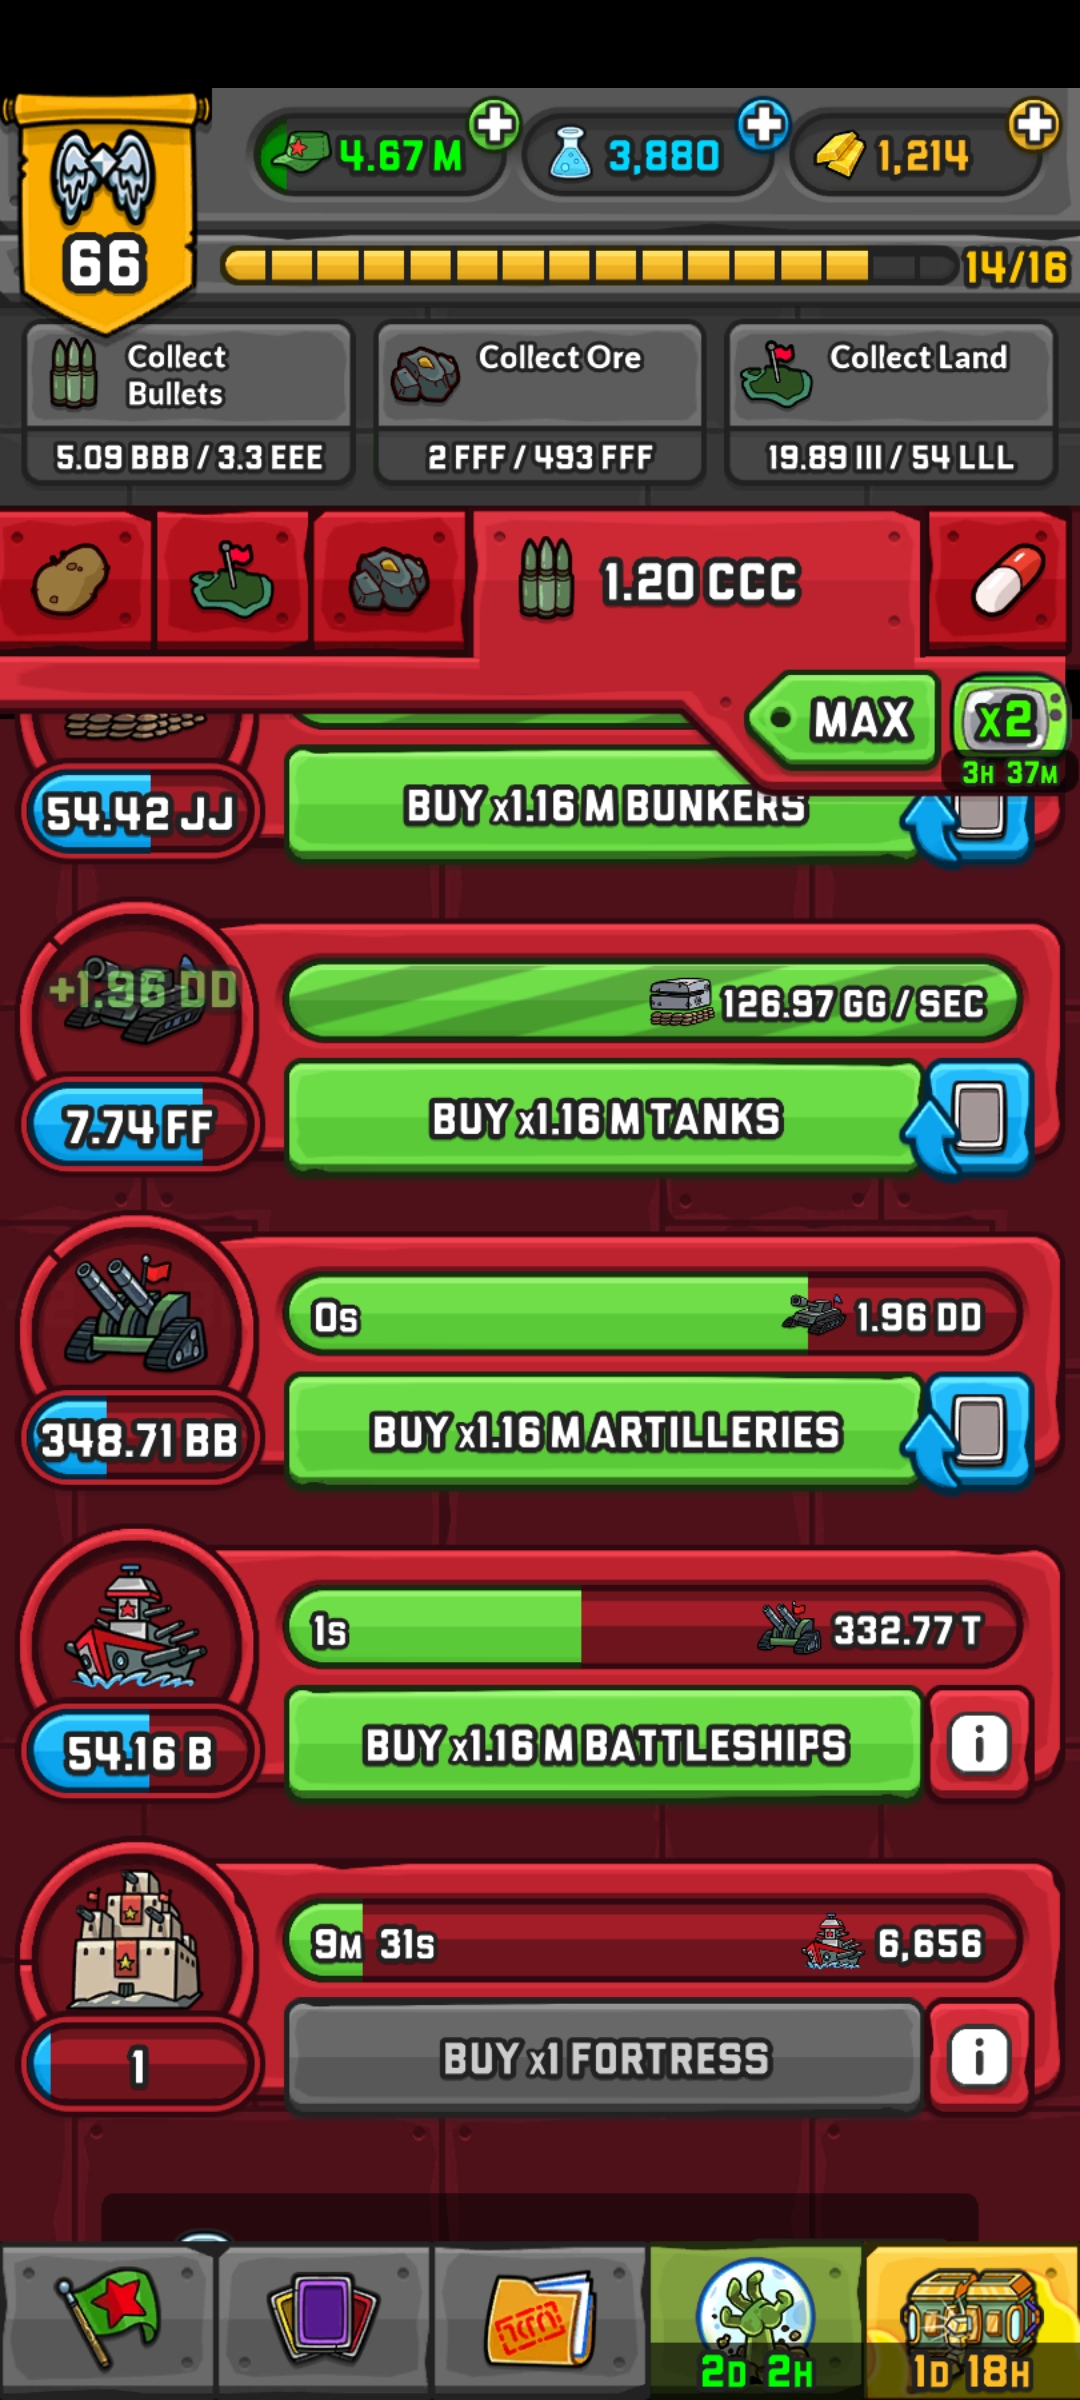 4.67 M
3,880
1,214
66
14/16
Collect
Bullets
Collect Ore
Collect Land
5.09 BBB / 3.3 EEE
2 FFF / 493 FFF
19.89 III / 54 LLL
1.20 CCC
MAX
x2
3H 37M
54.42 JJ
BUY x1.16 M BUNKERS
+1.96 DD
126.97 GG / SEC
7.74 FF
BUY x1.16 M TANKS
0s
1.96 DD
348.71 BB
BUY x1.16 M ARTILLERIES
1s
332.77 T
54.16 B
BUY x1.16 M BATTLESHIPS
i
9M 31s
6,656
1
BUY x1 FORTRESS
i
2D 2H
1D 18H